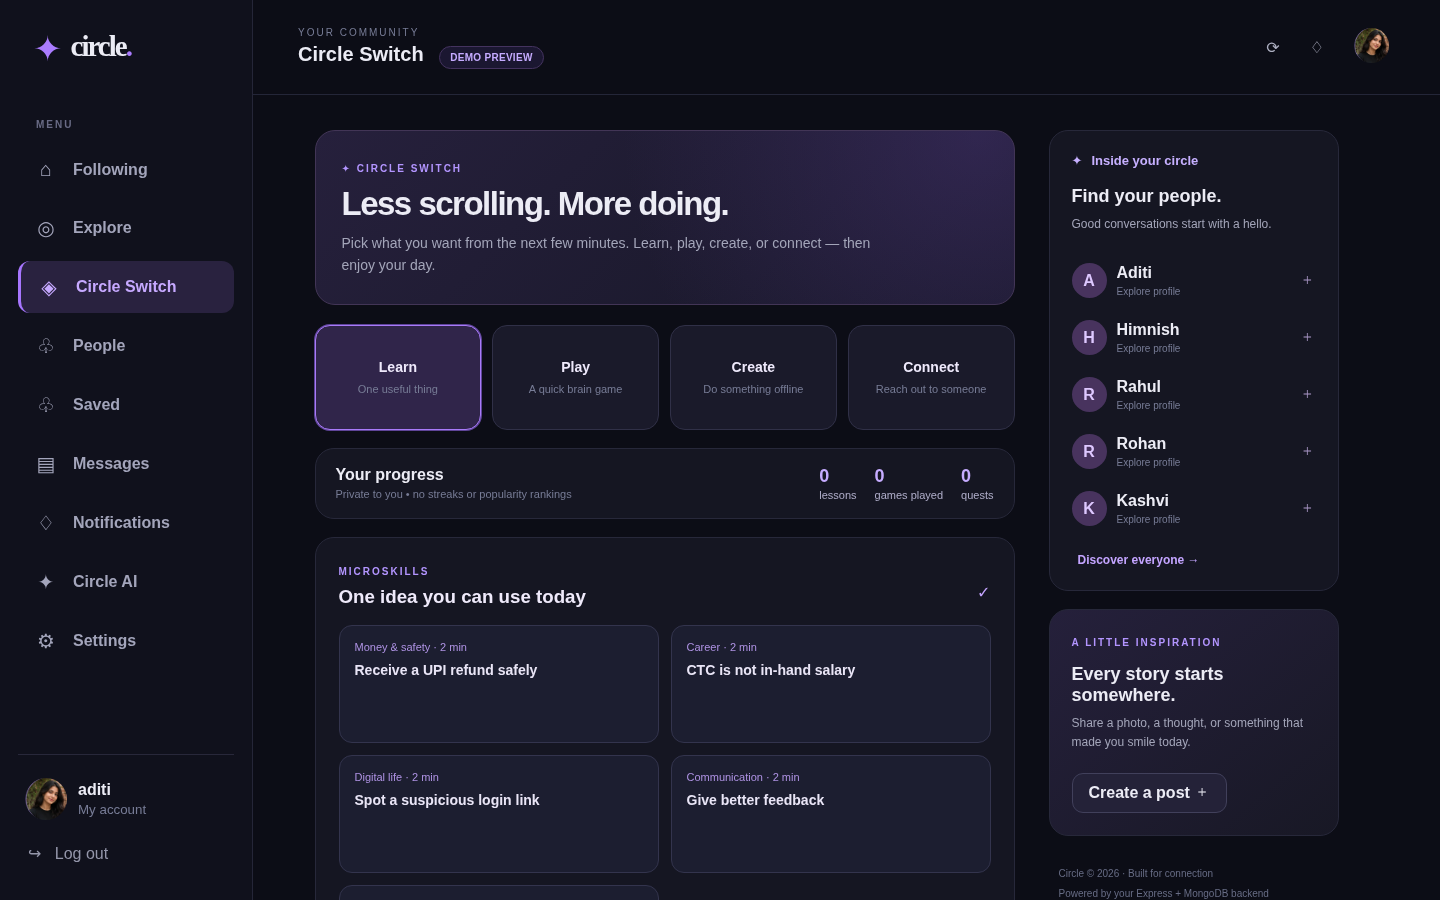 circle.
MENU
Following
Explore
Circle Switch
People
Saved
Messages
Notifications
Circle AI
Settings
aditi
My account
Log out
YOUR COMMUNITY
Circle Switch
DEMO PREVIEW
CIRCLE SWITCH
Less scrolling. More doing.
Pick what you want from the next few minutes. Learn, play, create, or connect — then
enjoy your day.
Learn
One useful thing
Play
A quick brain game
Create
Do something offline
Connect
Reach out to someone
Your progress
Private to you • no streaks or popularity rankings
0
lessons
0
games played
0
quests
MICROSKILLS
One idea you can use today
Money & safety · 2 min
Receive a UPI refund safely
Career · 2 min
CTC is not in-hand salary
Digital life · 2 min
Spot a suspicious login link
Communication · 2 min
Give better feedback
Inside your circle
Find your people.
Good conversations start with a hello.
A
Aditi
Explore profile
H
Himnish
Explore profile
R
Rahul
Explore profile
R
Rohan
Explore profile
K
Kashvi
Explore profile
Discover everyone →
A LITTLE INSPIRATION
Every story starts
somewhere.
Share a photo, a thought, or something that
made you smile today.
Create a post +
Circle © 2026 · Built for connection
Powered by your Express + MongoDB backend